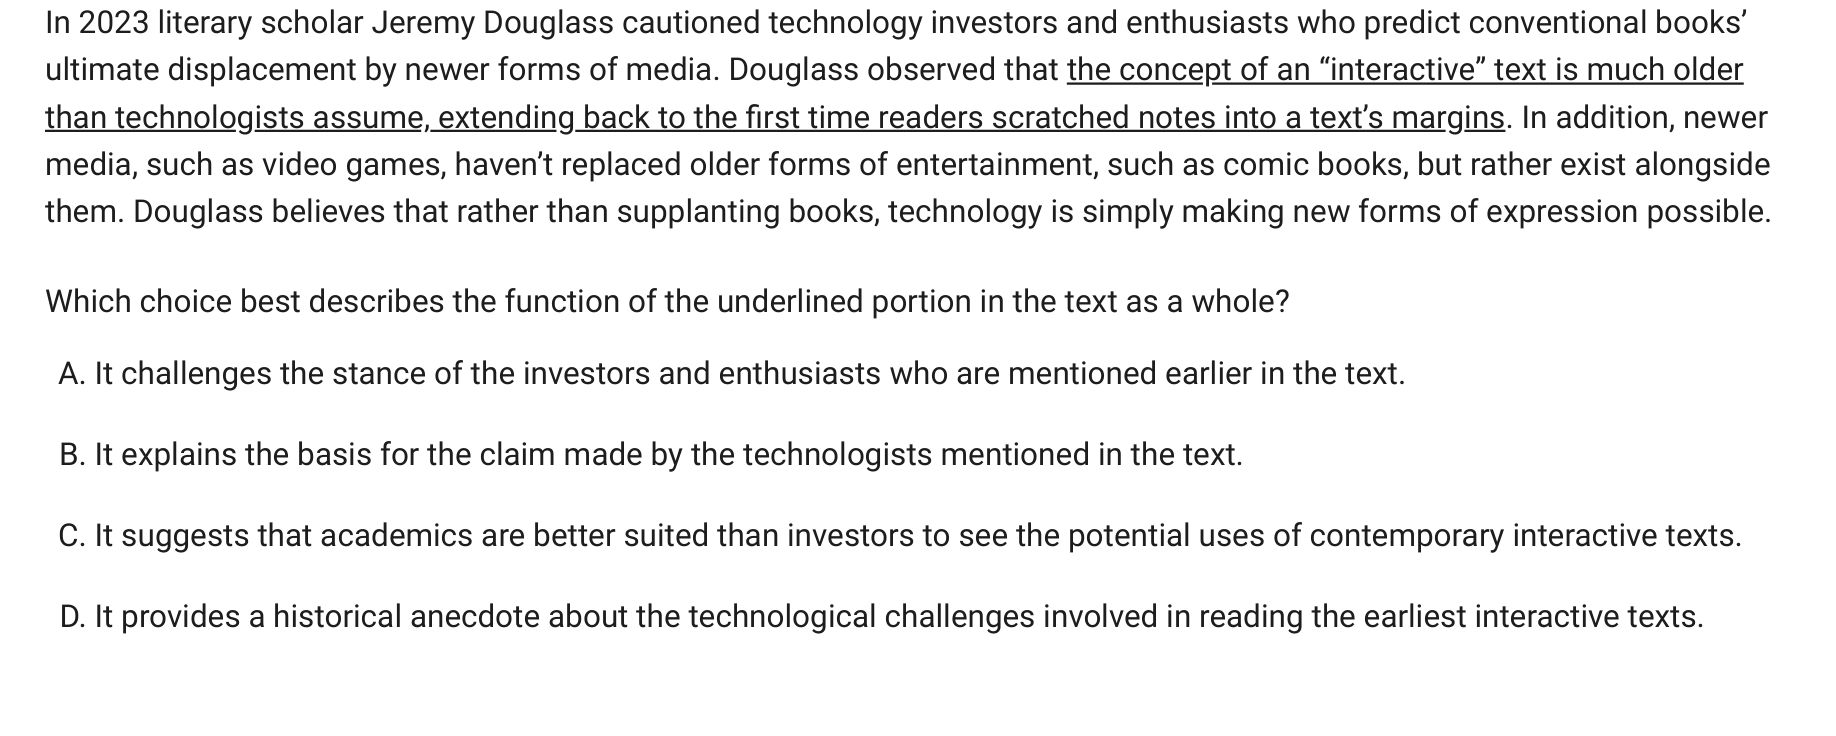 In 2023 literary scholar Jeremy Douglass cautioned technology investors and enthusiasts who predict conventional books’
ultimate displacement by newer forms of media. Douglass observed that the concept of an “interactive” text is much older
than technologists assume, extending back to the first time readers scratched notes into a text’s margins. In addition, newer
media, such as video games, haven’t replaced older forms of entertainment, such as comic books, but rather exist alongside
them. Douglass believes that rather than supplanting books, technology is simply making new forms of expression possible.
Which choice best describes the function of the underlined portion in the text as a whole?
A. It challenges the stance of the investors and enthusiasts who are mentioned earlier in the text.
B. It explains the basis for the claim made by the technologists mentioned in the text.
C. It suggests that academics are better suited than investors to see the potential uses of contemporary interactive texts.
D. It provides a historical anecdote about the technological challenges involved in reading the earliest interactive texts.